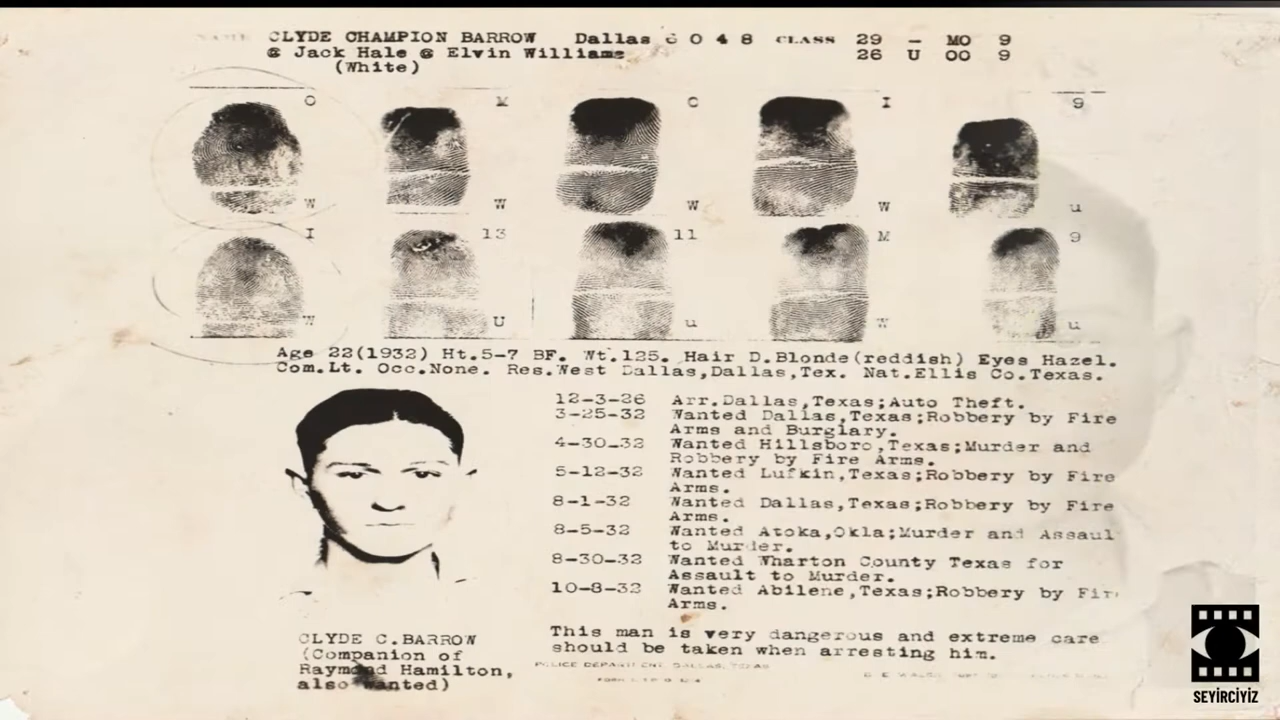 CLYDE CHAMPION BARROW Dallas 6 0 4 8 CLASS 29 – MO 9
@ Jack Hale @ Elvin Williams 26 U OO 9
(White)
O M C I 9
W W W W u
I 13 11 M 9
W U u W u
Age 22(1932) Ht.5-7 BF. Wt.125. Hair D.Blonde(reddish) Eyes Hazel.
Com.Lt. Occ.None. Res.West Dallas,Dallas,Tex. Nat.Ellis Co.Texas.
12-3-26 Arr.Dallas,Texas;Auto Theft.
3-25-32 Wanted Dallas,Texas;Robbery by Fire
Arms and Burglary.
4-30-32 Wanted Hillsboro,Texas;Murder and
Robbery by Fire Arms.
5-12-32 Wanted Lufkin,Texas;Robbery by Fire
Arms.
8-1-32 Wanted Dallas,Texas;Robbery by Fire
Arms.
8-5-32 Wanted Atoka,Okla;Murder and Assaul
to Murder.
8-30-32 Wanted Wharton County Texas for
Assault to Murder.
10-8-32 Wanted Abilene,Texas;Robbery by Fir
Arms.
CLYDE C.BARROW
(Companion of
Raymond Hamilton,
also wanted)
This man is very dangerous and extreme care
should be taken when arresting him.
POLICE DEPARTMENT, DALLAS, TEXAS
SEYİRCİYİZ